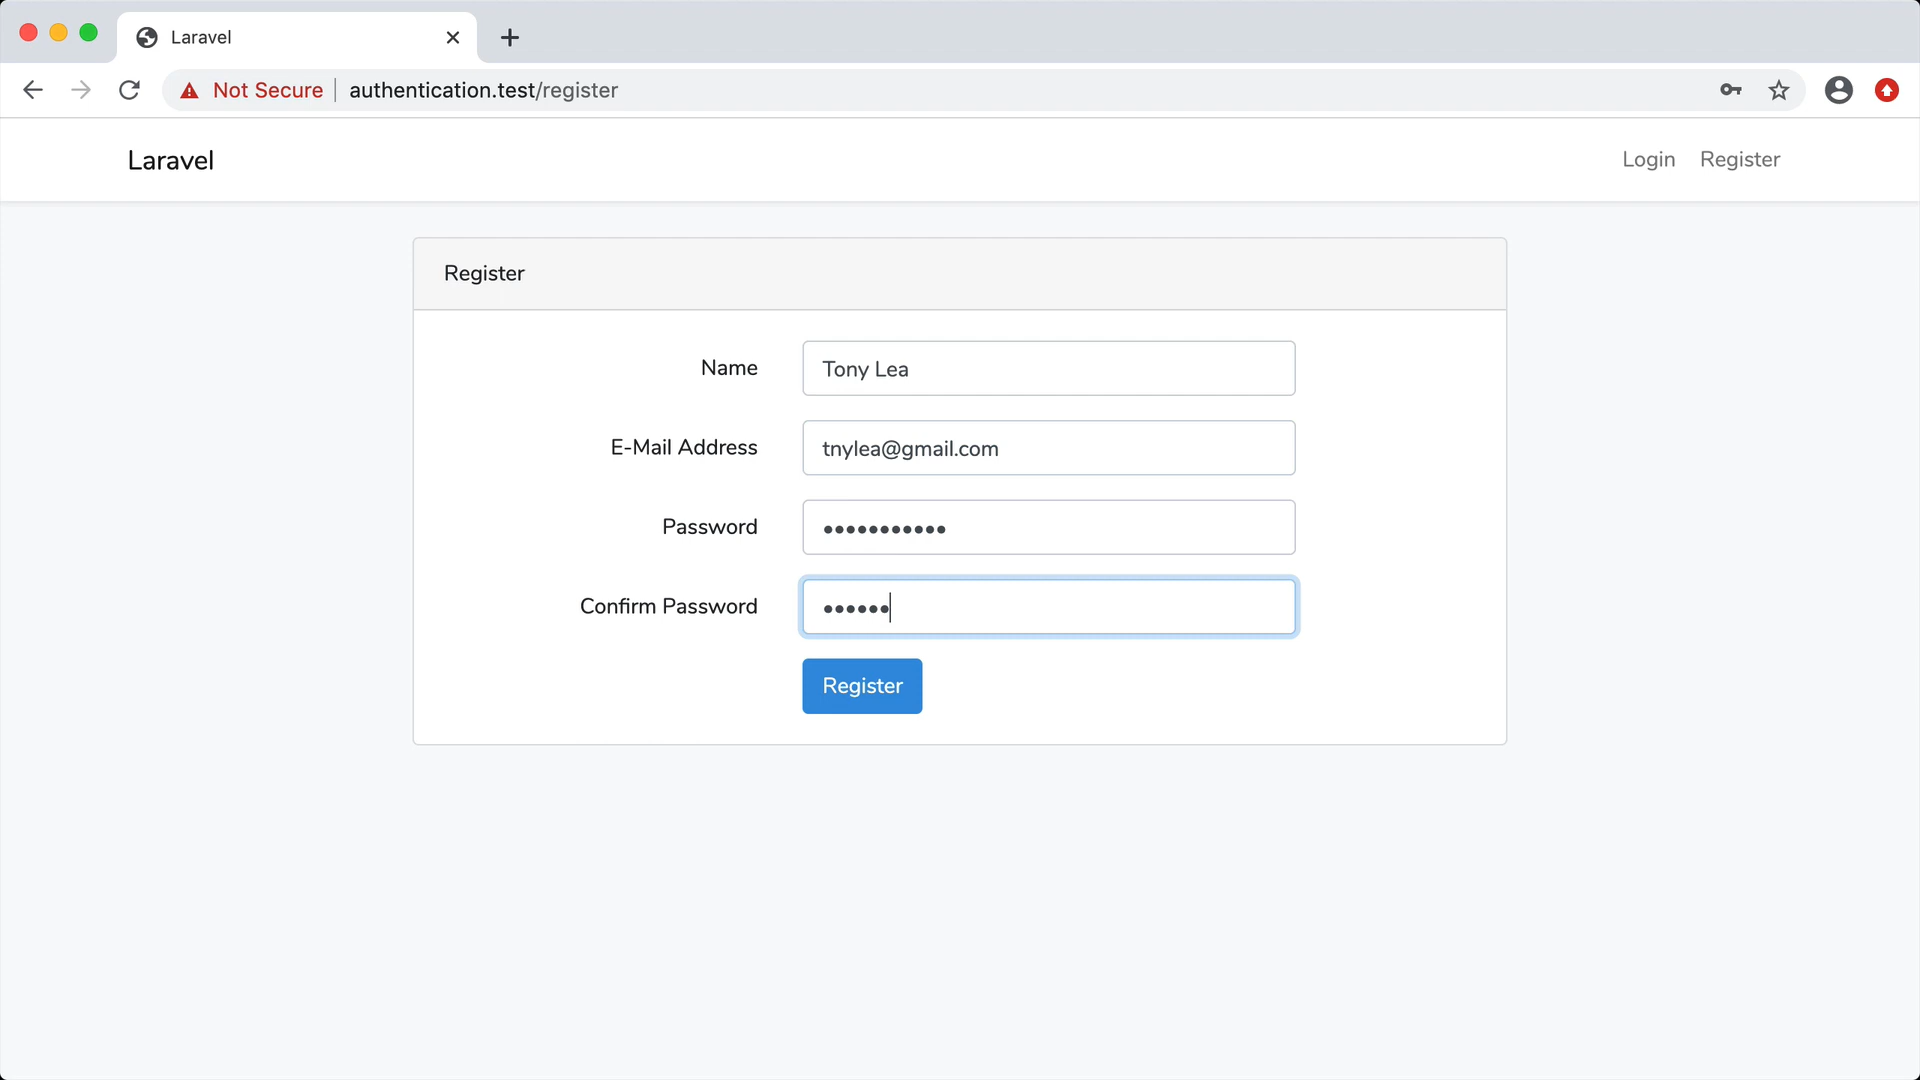 Laravel
Not Secure authentication.test/register
Laravel Login Register
Register
Name Tony Lea
E-Mail Address tnylea@gmail.com
Password •••••••••••
Confirm Password ••••••
Register